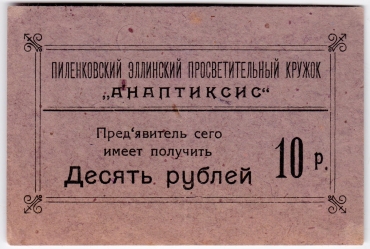 ПИЛЕНКОВСКИЙ ЭЛЛИНСКИЙ ПРОСВЕТИТЕЛЬНЫЙ КРУЖОК
„АНАПТИКСИС“
Пред'явитель сего
имеет получить
Десять рублей
10 р.